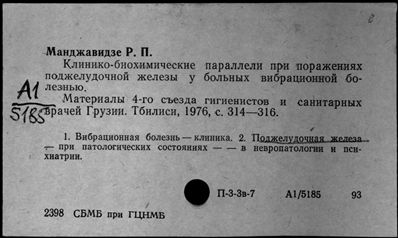 Манджавидзе Р. П.
Клинико-биохимические параллели при поражениях
поджелудочной железы у больных вибрационной бо-
лезнью.
А1
5185
Материалы 4-го съезда гигиенистов и санитарных
врачей Грузии. Тбилиси, 1976, с. 314—316.
1. Вибрационная болезнь — клиника. 2. Поджелудочная железа
— при патологических состояниях — — в невропатологии и пси-
хиатрии.
П-3-3в-7 А1/5185 93
2398 СБМБ при ГЦНМБ